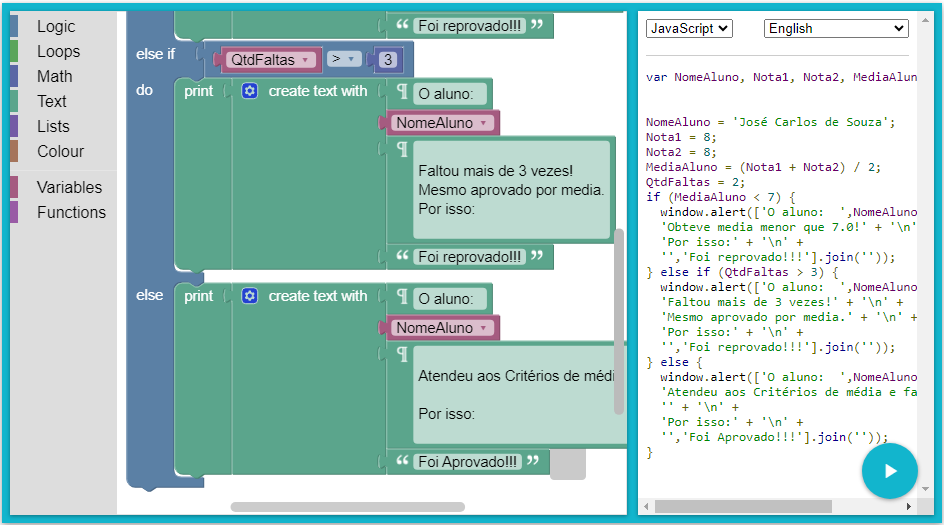 Logic
Loops
Math
Text
Lists
Colour
Variables
Functions
“ Foi reprovado!!! ”
else if QtdFaltas > 3
do print create text with ¶ O aluno:
NomeAluno
¶
Faltou mais de 3 vezes!
Mesmo aprovado por media.
Por isso:
“ Foi reprovado!!! ”
else print create text with ¶ O aluno:
NomeAluno
¶
Atendeu aos Critérios de médi
Por isso:
“ Foi Aprovado!!! ”
JavaScript English
var NomeAluno, Nota1, Nota2, MediaAlun
NomeAluno = 'José Carlos de Souza';
Nota1 = 8;
Nota2 = 8;
MediaAluno = (Nota1 + Nota2) / 2;
QtdFaltas = 2;
if (MediaAluno < 7) {
window.alert(['O aluno:  ',NomeAluno
'Obteve media menor que 7.0!' + '\n'
'Por isso:' + '\n' +
'','Foi reprovado!!!'].join(''));
} else if (QtdFaltas > 3) {
window.alert(['O aluno:  ',NomeAluno
'Faltou mais de 3 vezes!' + '\n' +
'Mesmo aprovado por media.' + '\n' +
'Por isso:' + '\n' +
'','Foi reprovado!!!'].join(''));
} else {
window.alert(['O aluno:  ',NomeAluno
'Atendeu aos Critérios de média e fa
'' + '\n' +
'Por isso:' + '\n' +
'','Foi Aprovado!!!'].join(''));
}